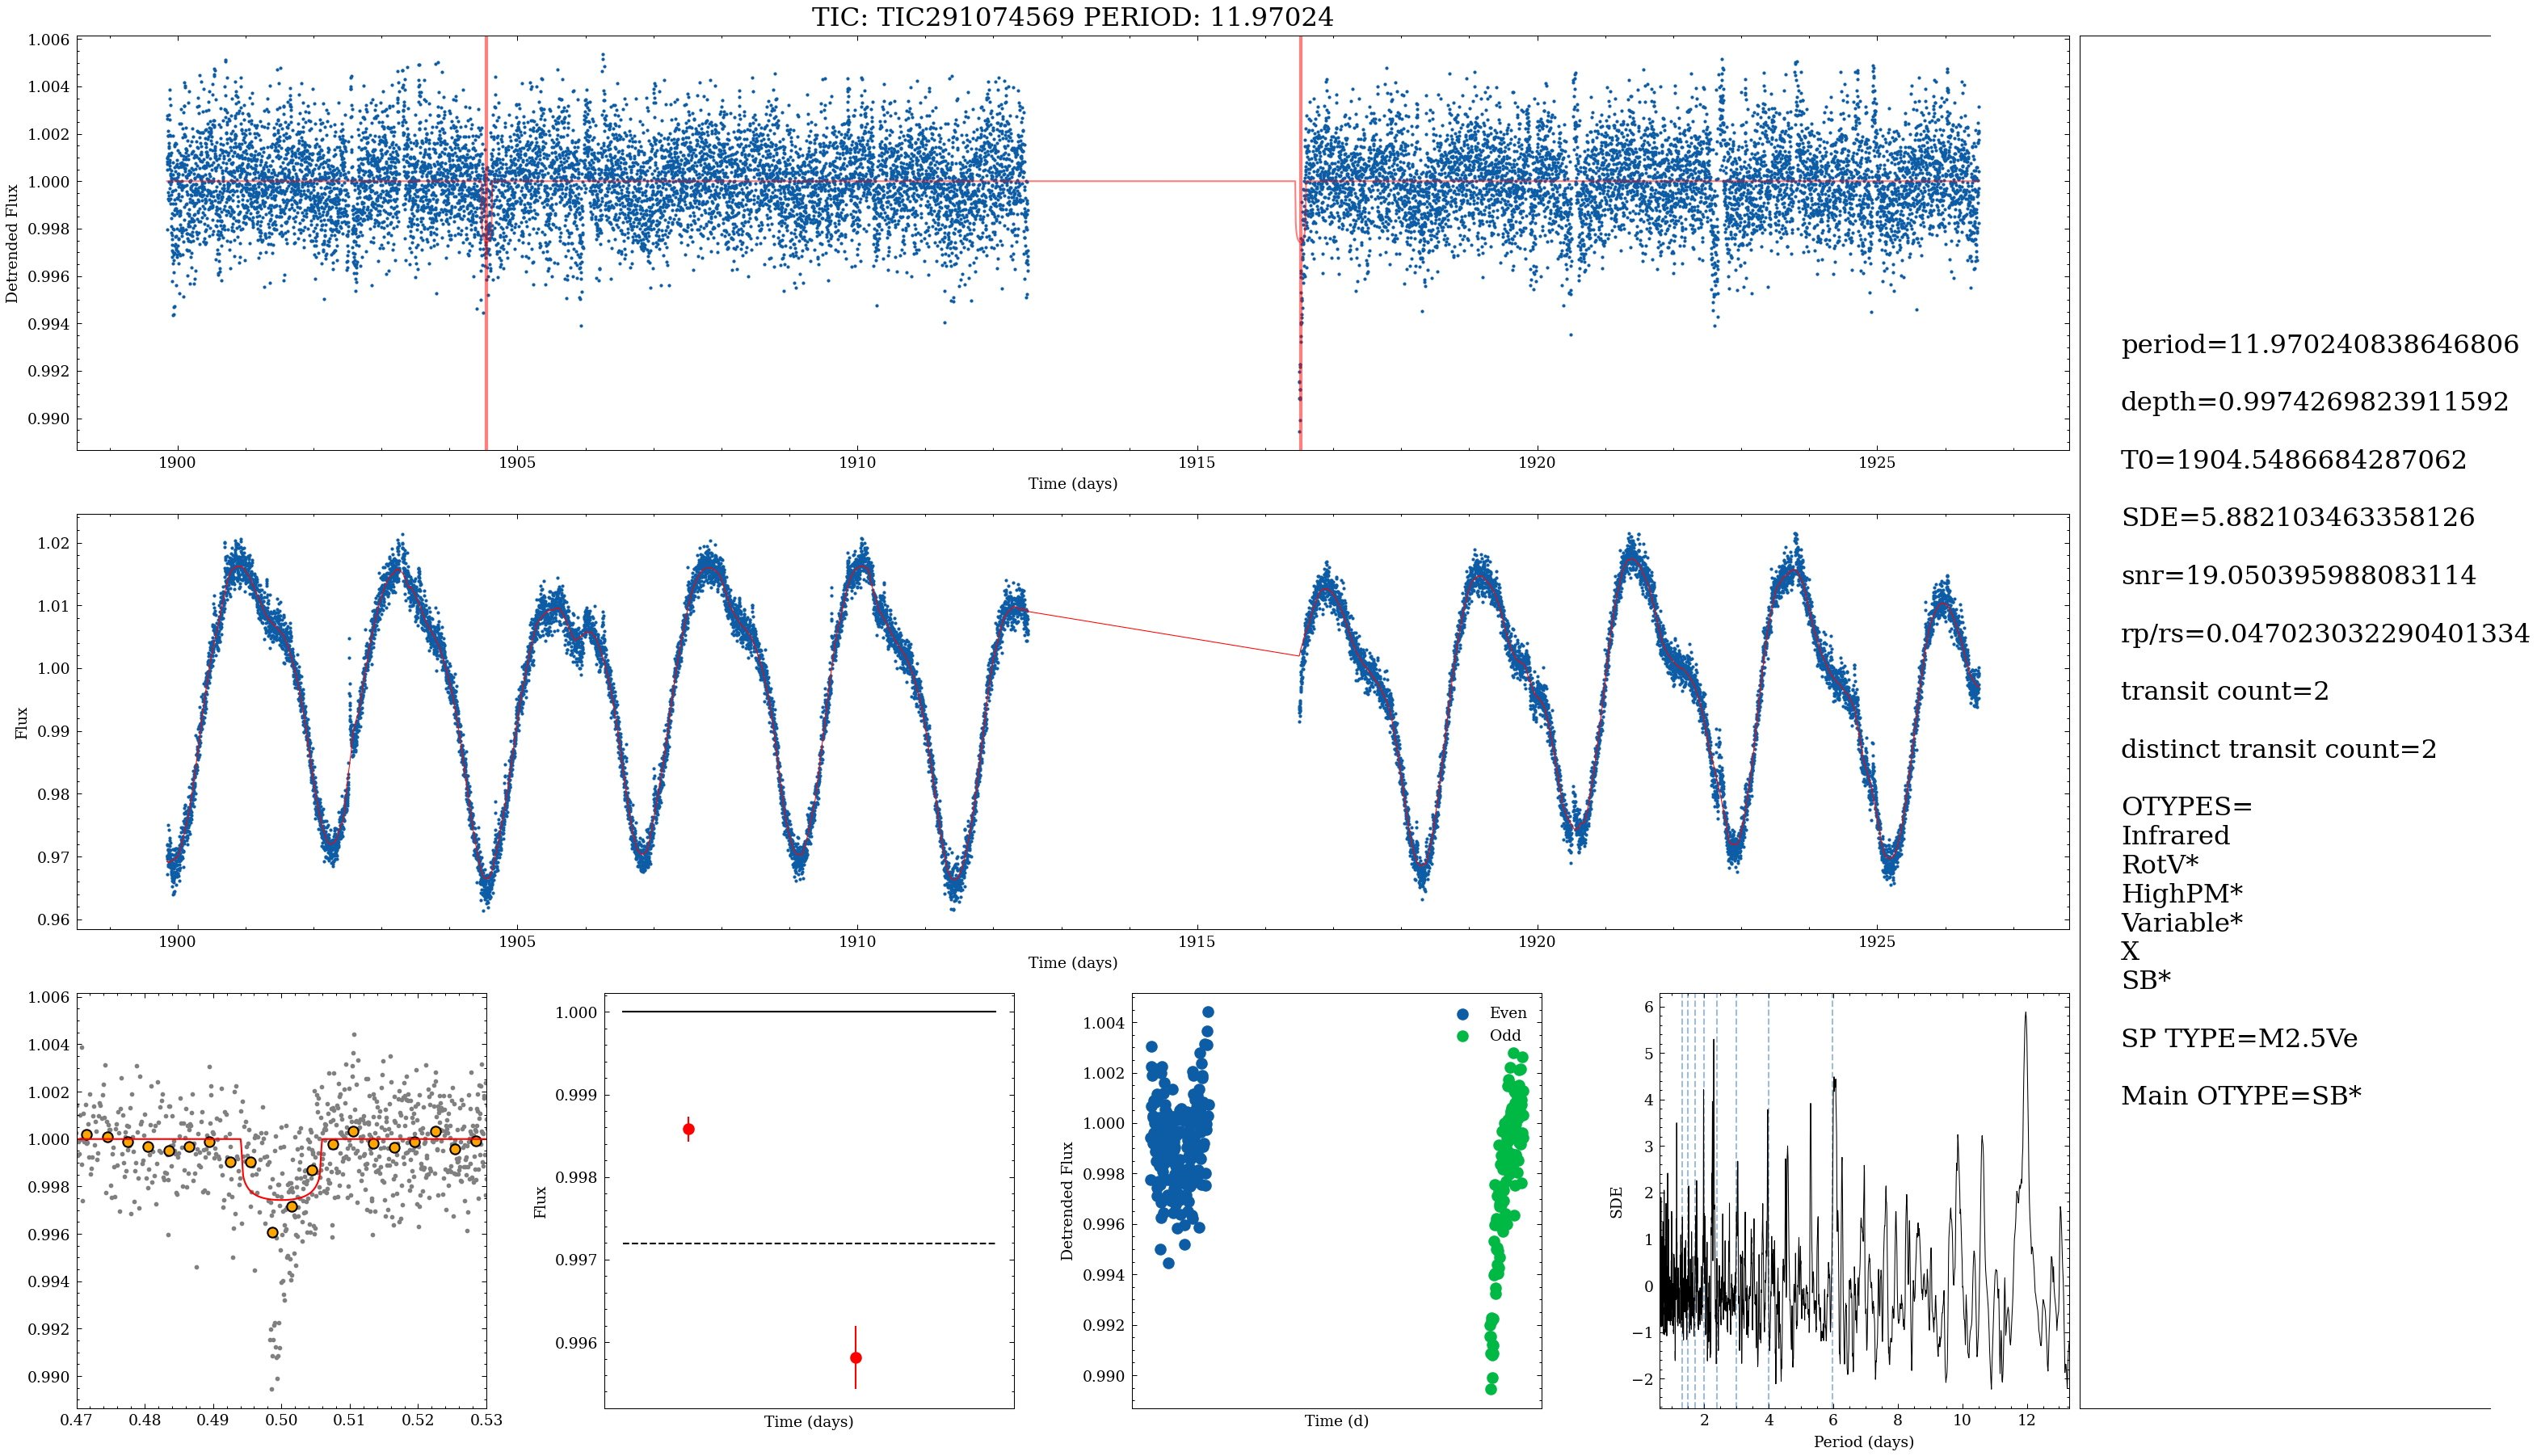 TIC: TIC291074569 PERIOD: 11.97024
1.006
1.004
1.002
1.000
0.998
0.996
0.994
0.992
0.990
Detrended Flux
1900
1905
1910
1915
1920
1925
Time (days)
1.02
1.01
1.00
0.99
0.98
0.97
0.96
Flux
1900
1905
1910
1915
1920
1925
Time (days)
1.006
1.004
1.002
1.000
0.998
0.996
0.994
0.992
0.990
0.47
0.48
0.49
0.50
0.51
0.52
0.53
1.000
0.999
0.998
0.997
0.996
Flux
Time (days)
1.004
1.002
1.000
0.998
0.996
0.994
0.992
0.990
Detrended Flux
Even
Odd
Time (d)
6
5
4
3
2
1
0
−1
−2
SDE
2
4
6
8
10
12
Period (days)
period=11.970240838646806
depth=0.9974269823911592
T0=1904.5486684287062
SDE=5.882103463358126
snr=19.050395988083114
rp/rs=0.047023032290401334
transit count=2
distinct transit count=2
OTYPES=
Infrared
RotV*
HighPM*
Variable*
X
SB*
SP TYPE=M2.5Ve
Main OTYPE=SB*